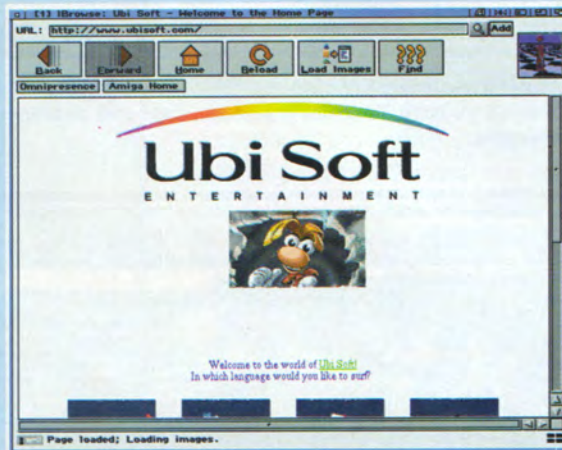 [1] IBrowse: Ubi Soft - Welcome to the Home Page
URL: http://www.ubisoft.com/ Add
Back Forward Home Reload Load Images Find
Omnipresence Amiga Home
Ubi Soft
ENTERTAINMENT
Welcome to the world of Ubi Soft!
In which language would you like to surf?
Page loaded; Loading images.